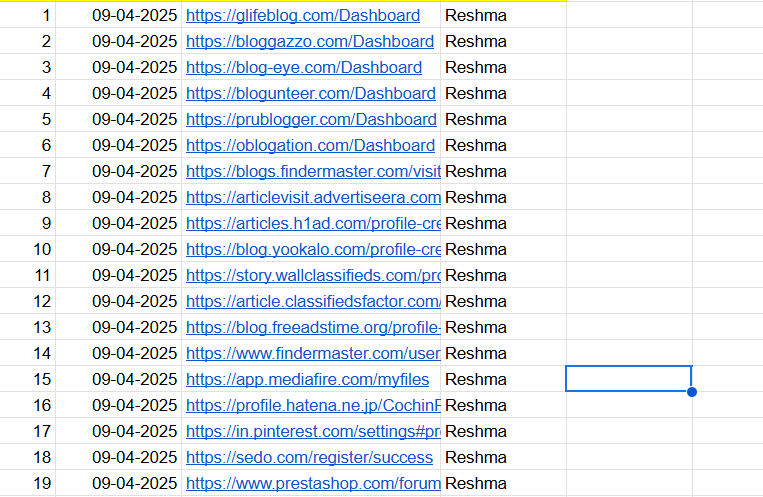 1 09-04-2025 https://glifeblog.com/Dashboard Reshma
2 09-04-2025 https://bloggazzo.com/Dashboard Reshma
3 09-04-2025 https://blog-eye.com/Dashboard Reshma
4 09-04-2025 https://blogunteer.com/Dashboard Reshma
5 09-04-2025 https://prublogger.com/Dashboard Reshma
6 09-04-2025 https://oblogation.com/Dashboard Reshma
7 09-04-2025 https://blogs.findermaster.com/visit Reshma
8 09-04-2025 https://articlevisit.advertiseera.com Reshma
9 09-04-2025 https://articles.h1ad.com/profile-cre Reshma
10 09-04-2025 https://blog.yookalo.com/profile-cre Reshma
11 09-04-2025 https://story.wallclassifieds.com/pro Reshma
12 09-04-2025 https://article.classifiedsfactor.com/ Reshma
13 09-04-2025 https://blog.freeadstime.org/profile- Reshma
14 09-04-2025 https://www.findermaster.com/user Reshma
15 09-04-2025 https://app.mediafire.com/myfiles Reshma
16 09-04-2025 https://profile.hatena.ne.jp/CochinF Reshma
17 09-04-2025 https://in.pinterest.com/settings#pro Reshma
18 09-04-2025 https://sedo.com/register/success Reshma
19 09-04-2025 https://www.prestashop.com/forum Reshma